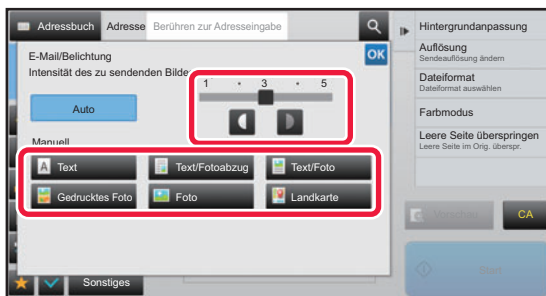 Adressbuch Adresse Berühren zur Adresseingabe
E-Mail/Belichtung
OK
Intensität des zu sendenden Bildes
1 · 3 · 5
Auto
Manuell
A Text
Text/Fotoabzug
Text/Foto
Gedrucktes Foto
Foto
Landkarte
Sonstiges
Hintergrundanpassung
Auflösung
Sendeauflösung ändern
Dateiformat
Dateiformat auswählen
Farbmodus
Leere Seite überspringen
Leere Seite im Orig. überspr.
Vorschau
CA
Start